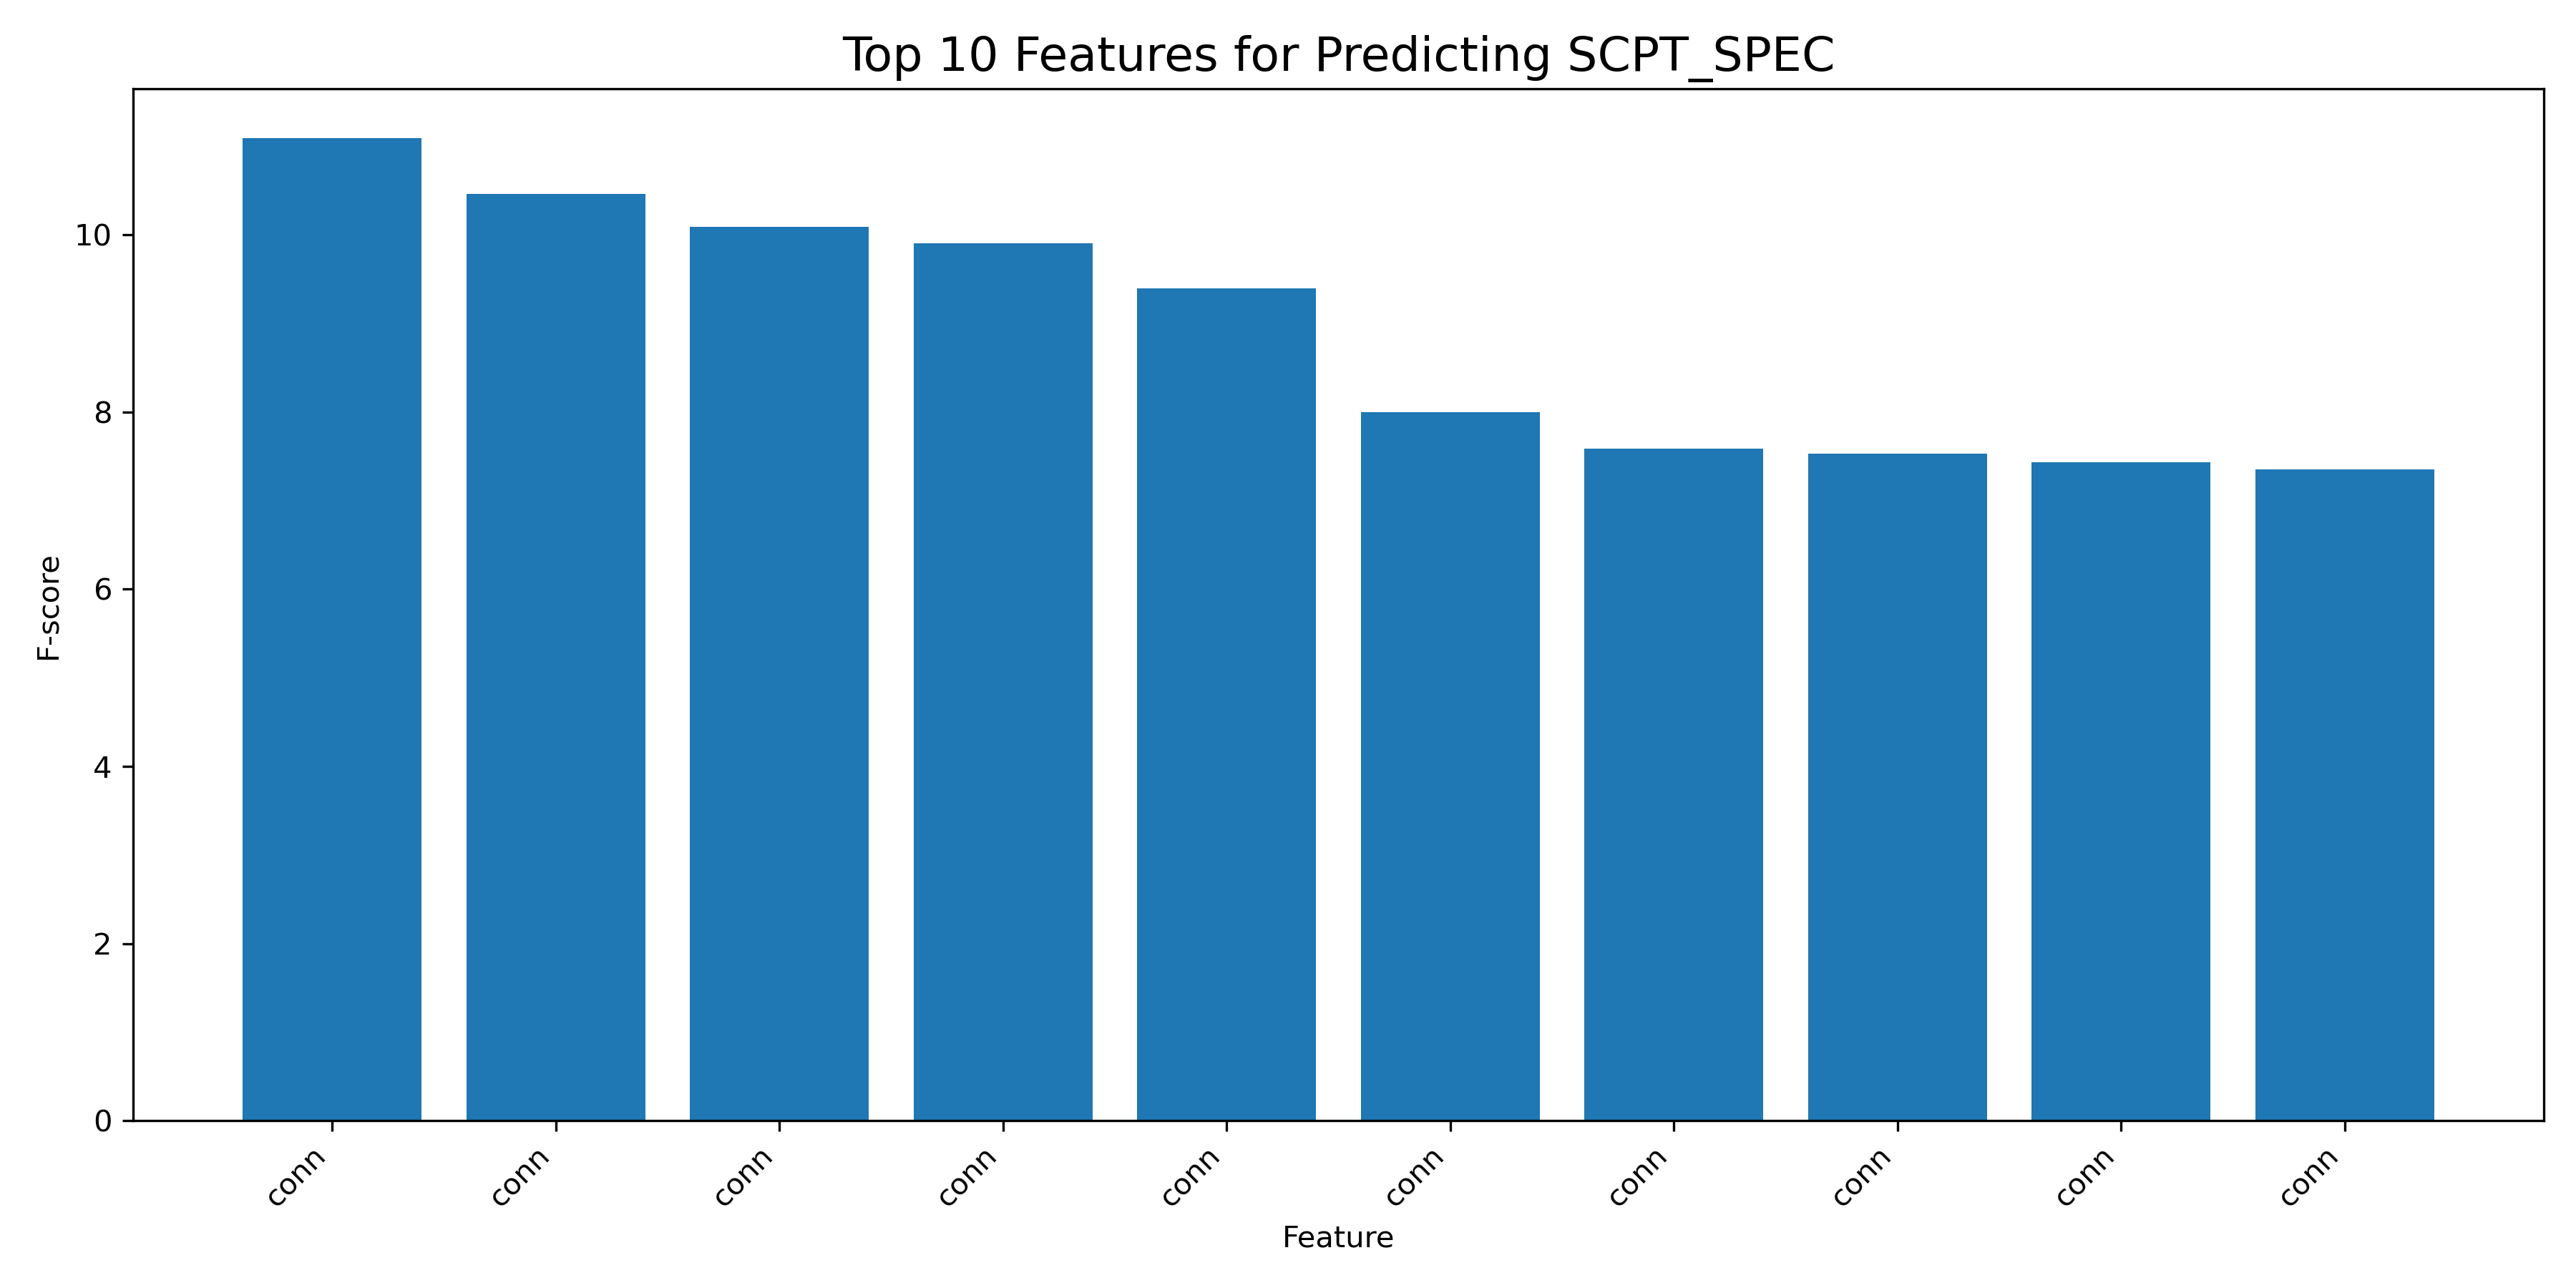 Top 10 Features for Predicting SCPT_SPEC
F-score
10
8
6
4
2
0
conn conn conn conn conn conn conn conn conn conn
Feature